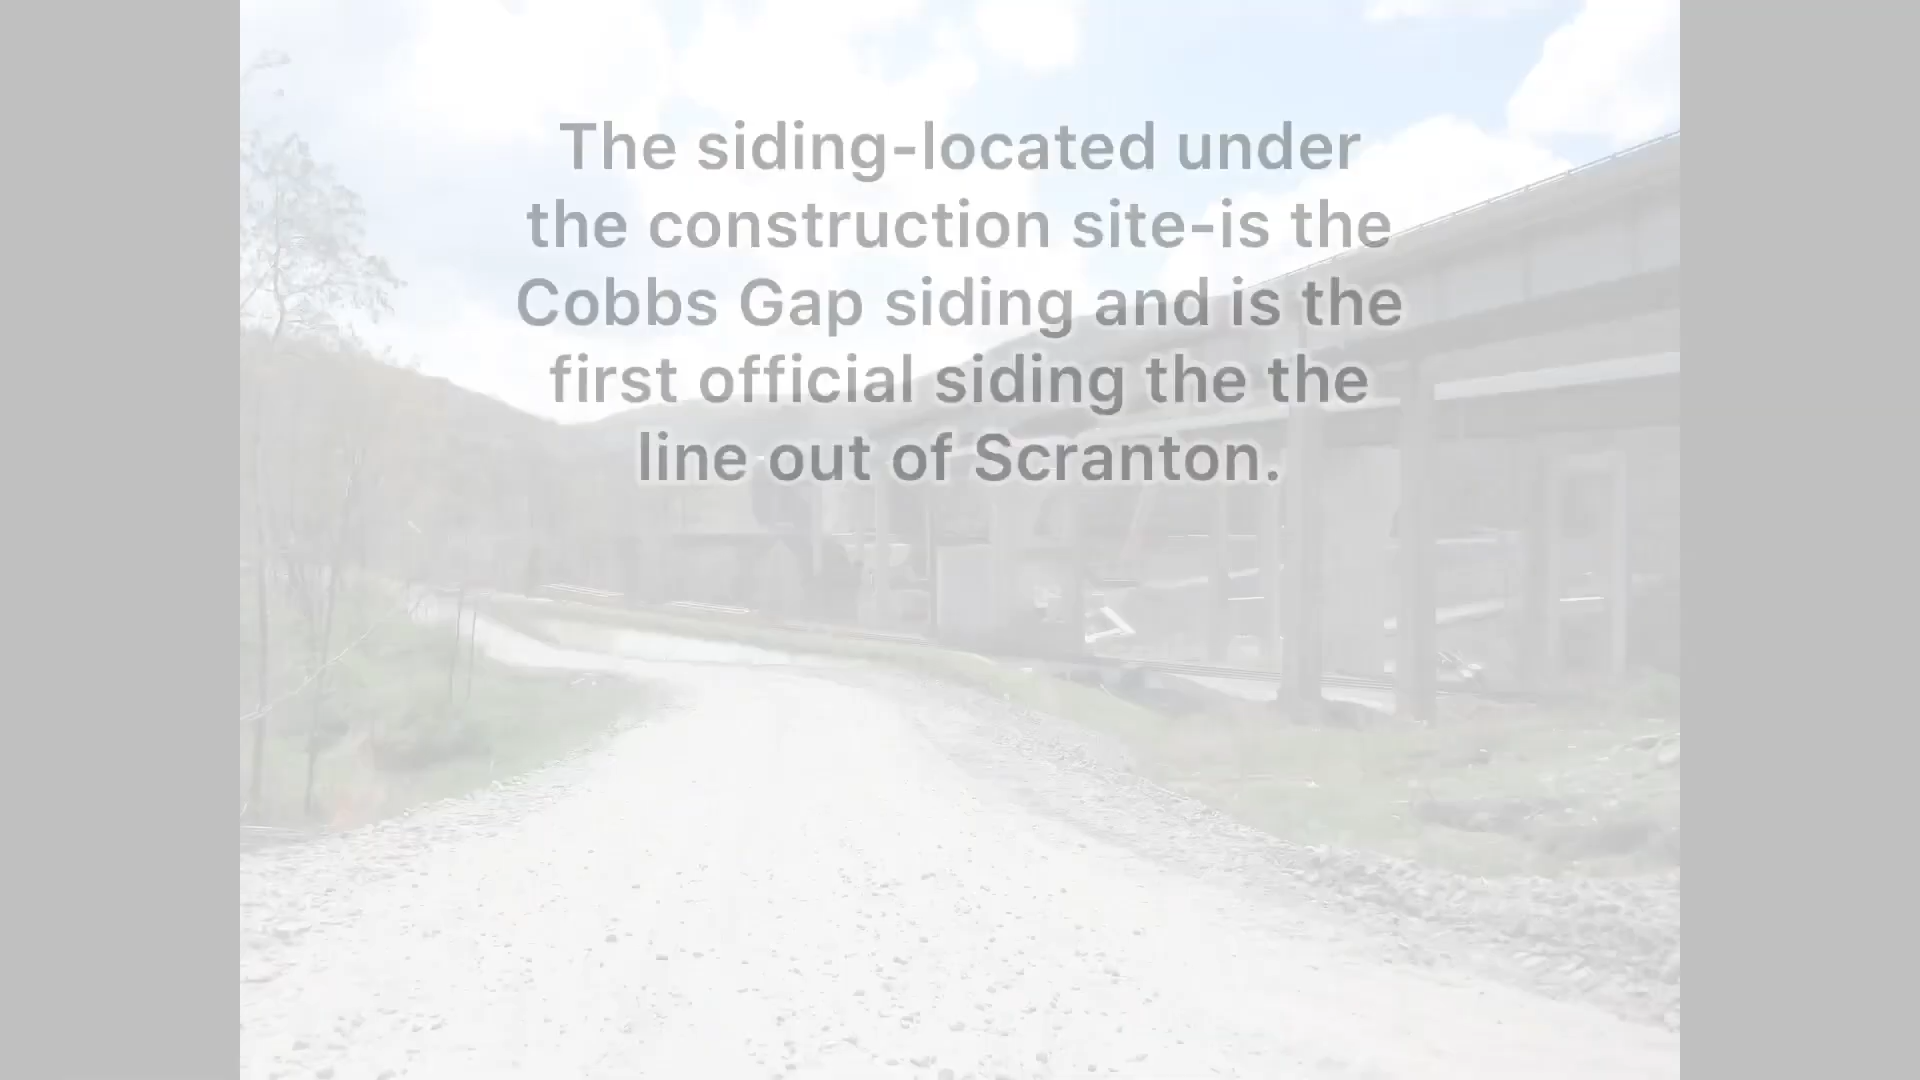 The siding-located under
the construction site-is the
Cobbs Gap siding and is the
first official siding the the
line out of Scranton.